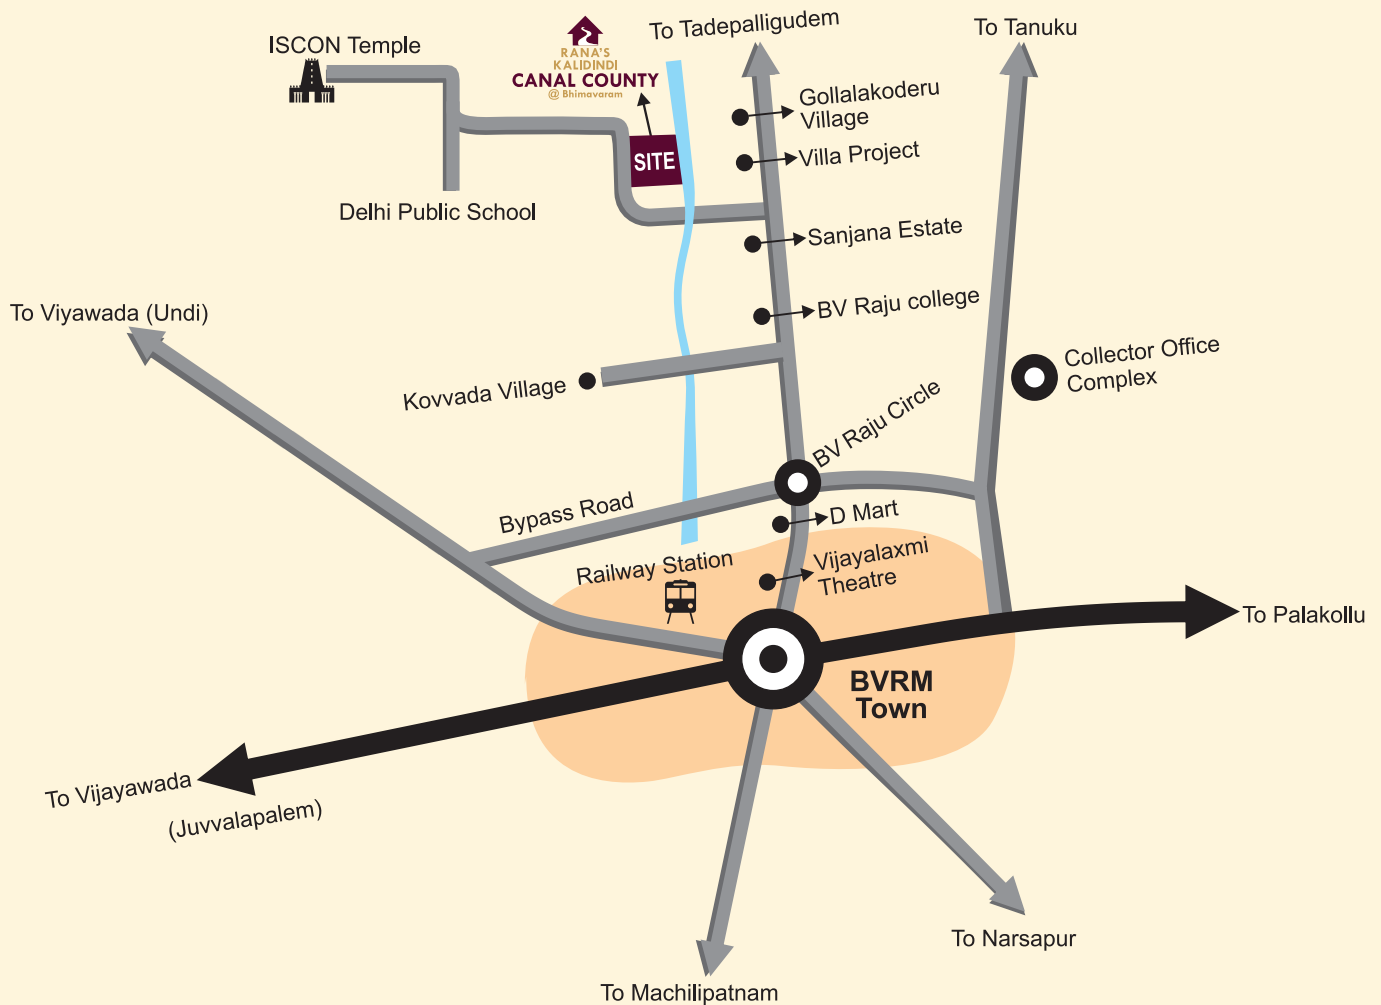 To Tadepalligudem
To Tanuku
ISCON Temple
RANA'S
KALIDINDI
CANAL COUNTY
@ Bhimavaram
Gollalakoderu
Village
Villa Project
SITE
Delhi Public School
Sanjana Estate
To Viyawada (Undi)
BV Raju college
Collector Office
Complex
Kovvada Village
BV Raju Circle
Bypass Road
D Mart
Railway Station
Vijayalaxmi
Theatre
To Palakollu
BVRM
Town
To Vijayawada
(Juvvalapalem)
To Narsapur
To Machilipatnam